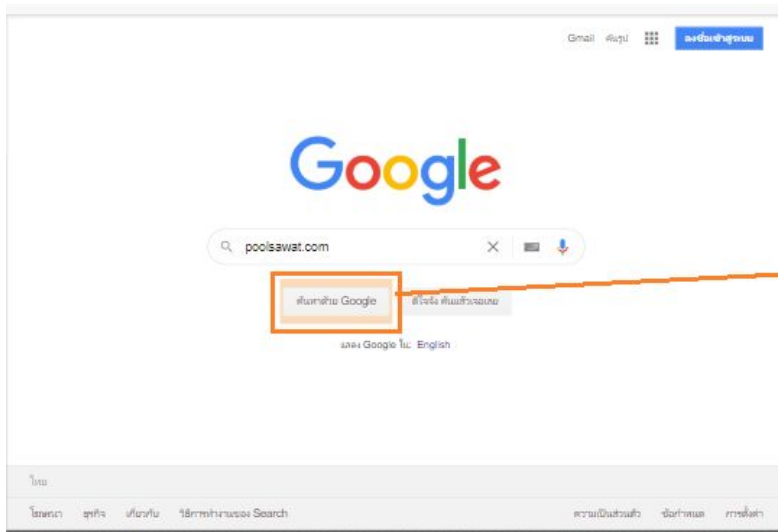 Gmail ค้นรูป ลงชื่อเข้าสู่ระบบ
Google
poolsawat.com
ค้นหาด้วย Google ดีใจจัง ค้นแล้วเจอเลย
แสดง Google ใน: English
ไทย
โฆษณา ธุรกิจ เกี่ยวกับ วิธีการทำงานของ Search ความเป็นส่วนตัว ข้อกำหนด การตั้งค่า